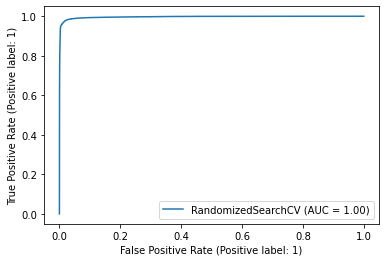 True Positive Rate (Positive label: 1)
1.0
0.8
0.6
0.4
0.2
0.0
RandomizedSearchCV (AUC = 1.00)
0.0 0.2 0.4 0.6 0.8 1.0
False Positive Rate (Positive label: 1)